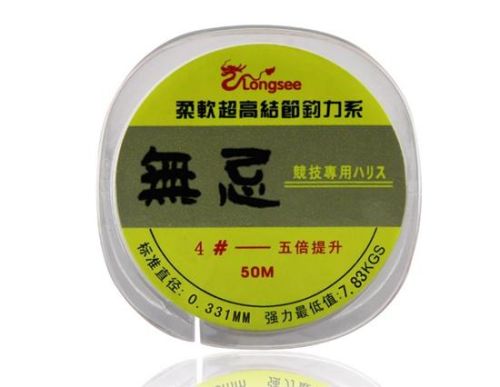 Longsee
柔軟超高結節釣力系
無忌
競技專用ハリス
4#——五倍提升
50M
标准直径:0.331MM 强力最低值:7.83KGS